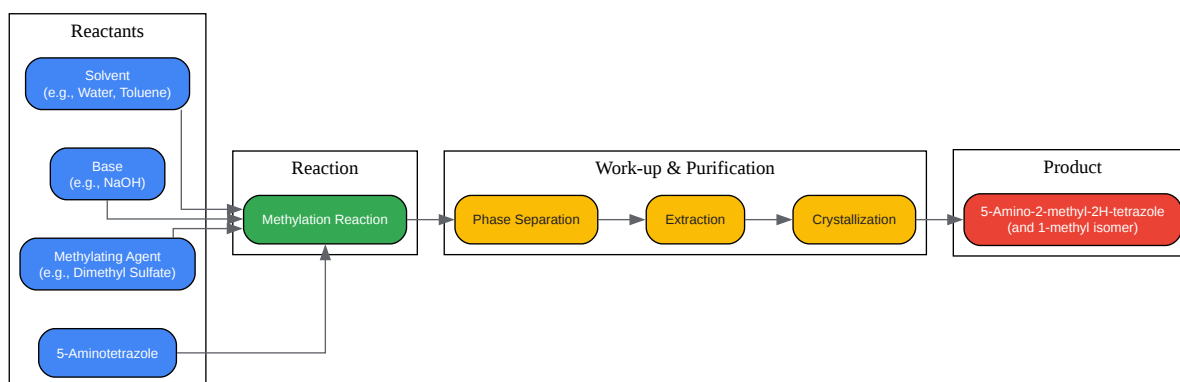 Reactants
Solvent
(e.g., Water, Toluene)
Base
(e.g., NaOH)
Methylating Agent
(e.g., Dimethyl Sulfate)
5-Aminotetrazole
Reaction
Methylation Reaction
Work-up & Purification
Phase Separation
Extraction
Crystallization
Product
5-Amino-2-methyl-2H-tetrazole
(and 1-methyl isomer)